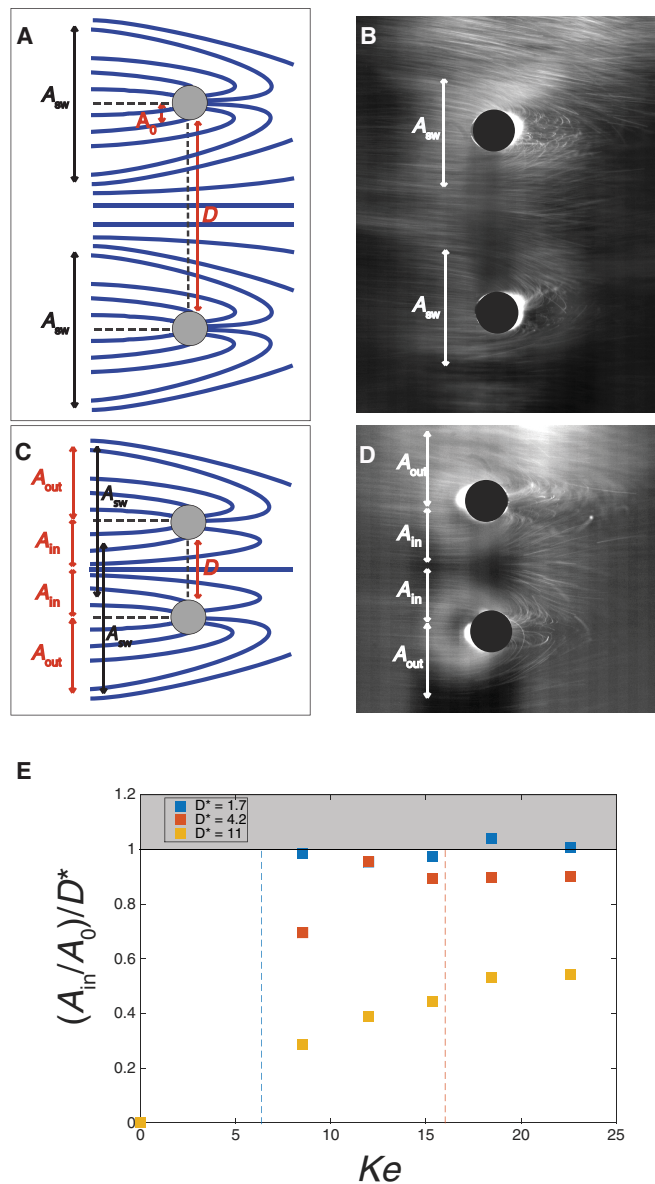 A
A_sw
A_0
D
A_sw
B
A_sw
A_sw
C
A_out
A_sw
A_in
D
A_in
A_sw
A_out
D
A_out
A_in
A_in
A_out
E
1.2
D* = 1.7
D* = 4.2
D* = 11
1
0.8
0.6
0.4
0.2
0
(A_in/A_0)/D*
0 5 10 15 20 25
Ke